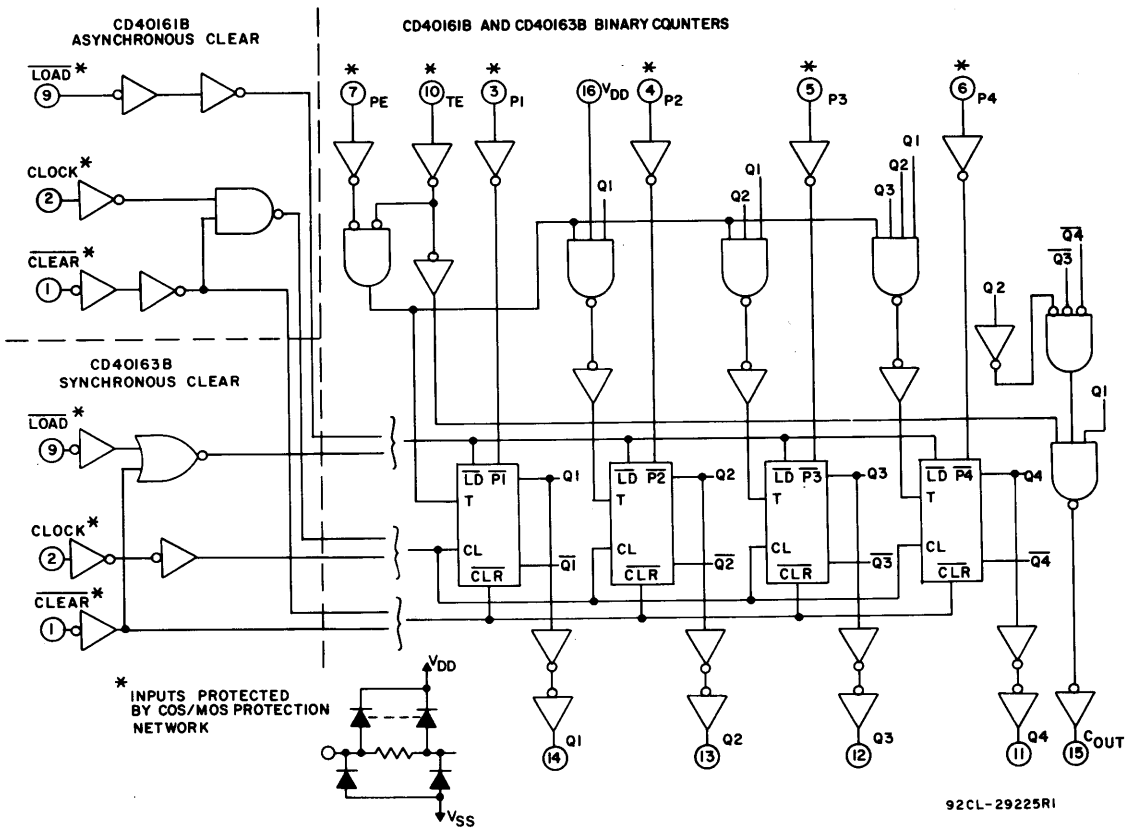 CD40161B
ASYNCHRONOUS CLEAR
CD40161B AND CD40163B BINARY COUNTERS
LOAD *
9
CLOCK *
2
CLEAR *
1
* 7 PE
* 10 TE
* 3 P1
16 VDD
* 4 P2
* 5 P3
* 6 P4
Q1
Q2 Q1
Q3 Q2 Q1
Q2 Q3 Q4
Q1
CD40163B
SYNCHRONOUS CLEAR
LOAD *
9
CLOCK *
2
CLEAR *
1
LD P1
T
CL
CLR
Q1
Q1
LD P2
T
CL
CLR
Q2
Q2
LD P3
T
CL
CLR
Q3
Q3
LD P4
T
CL
CLR
Q4
Q4
* INPUTS PROTECTED
BY COS/MOS PROTECTION
NETWORK
VDD
VSS
Q1
14
Q2
13
Q3
12
Q4
11
COUT
15
92CL-29225R1